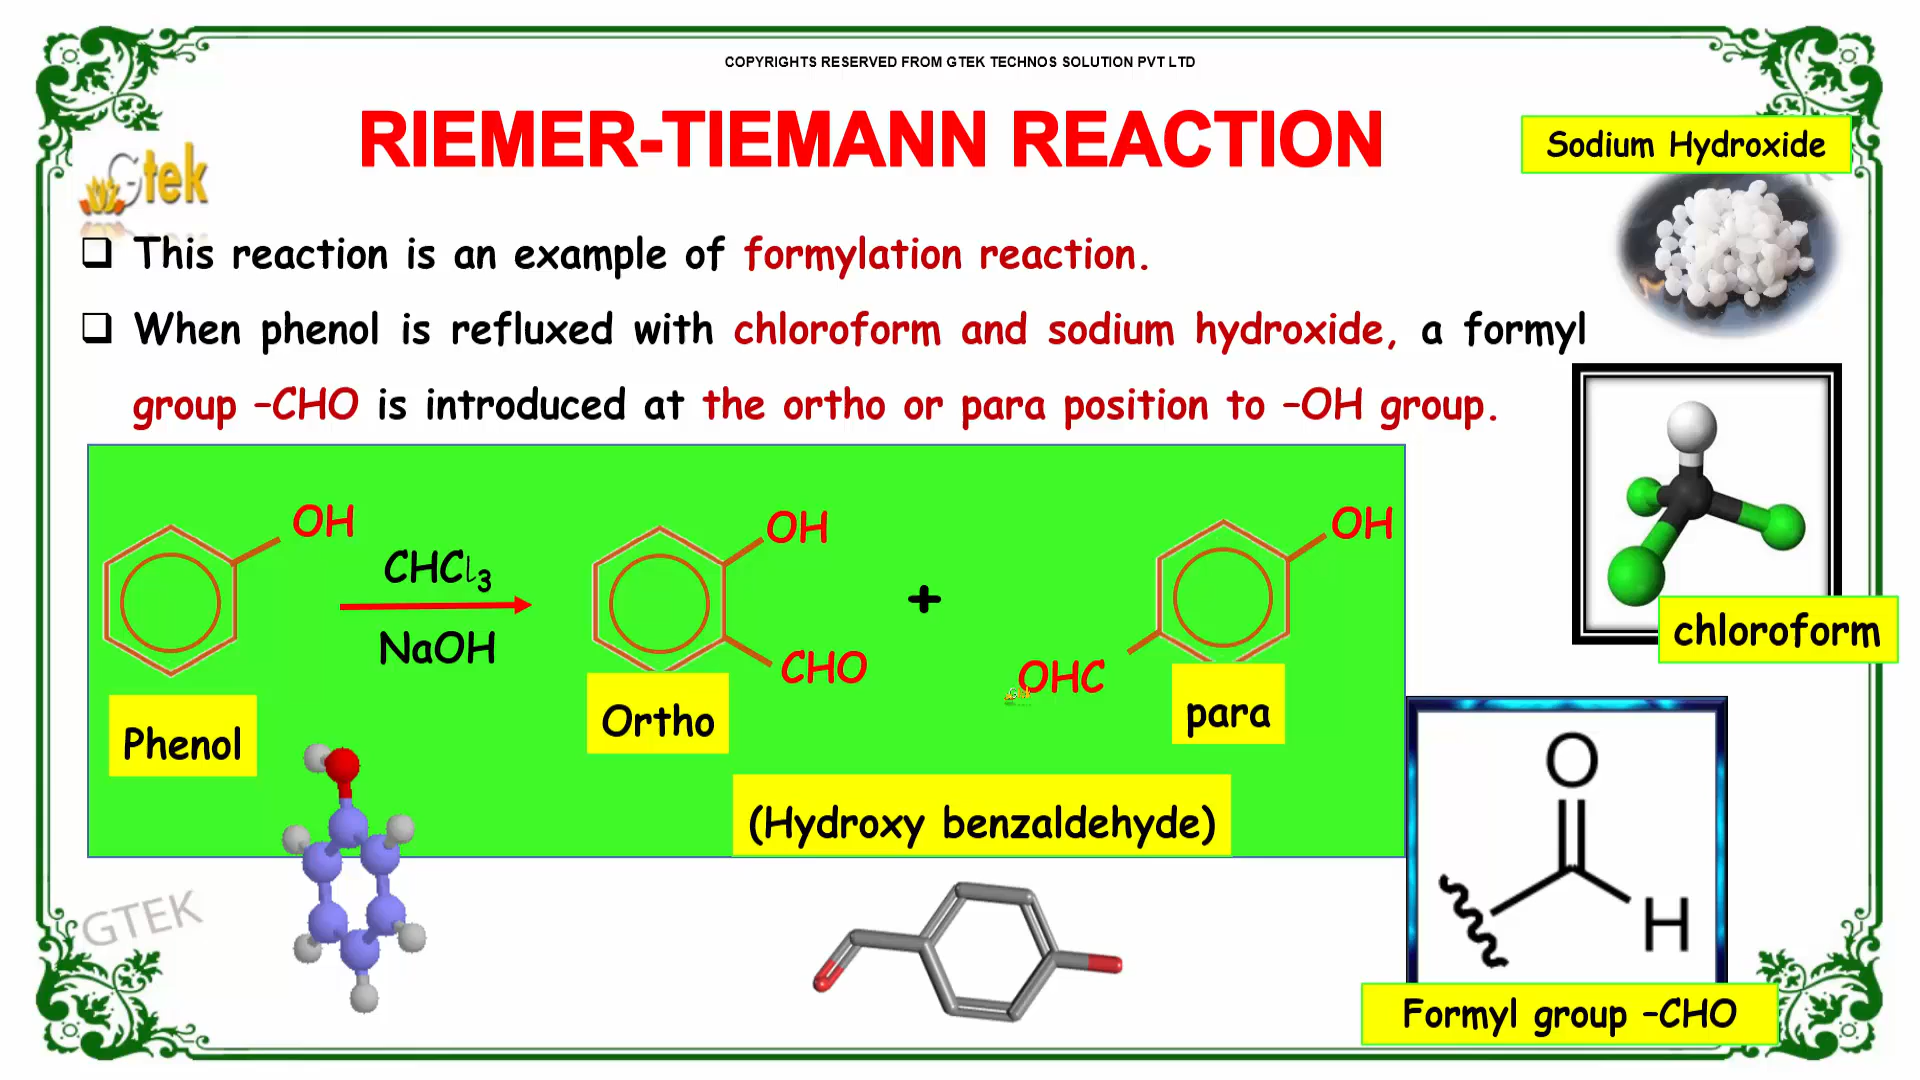 COPYRIGHTS RESERVED FROM GTEK TECHNOS SOLUTION PVT LTD
RIEMER-TIEMANN REACTION
Sodium Hydroxide
Gtek
❑ This reaction is an example of formylation reaction.
❑ When phenol is refluxed with chloroform and sodium hydroxide, a formyl
group –CHO is introduced at the ortho or para position to –OH group.
OH
CHCl₃
NaOH
Phenol
OH
CHO
Ortho
+
OH
OHC
para
(Hydroxy benzaldehyde)
chloroform
O
H
Formyl group –CHO
GTEK